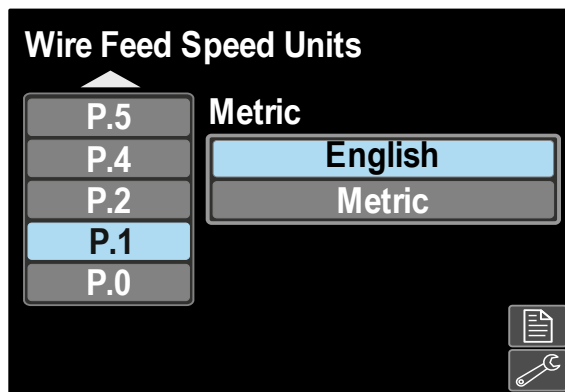 Wire Feed Speed Units
P.5
P.4
P.2
P.1
P.0
Metric
English
Metric